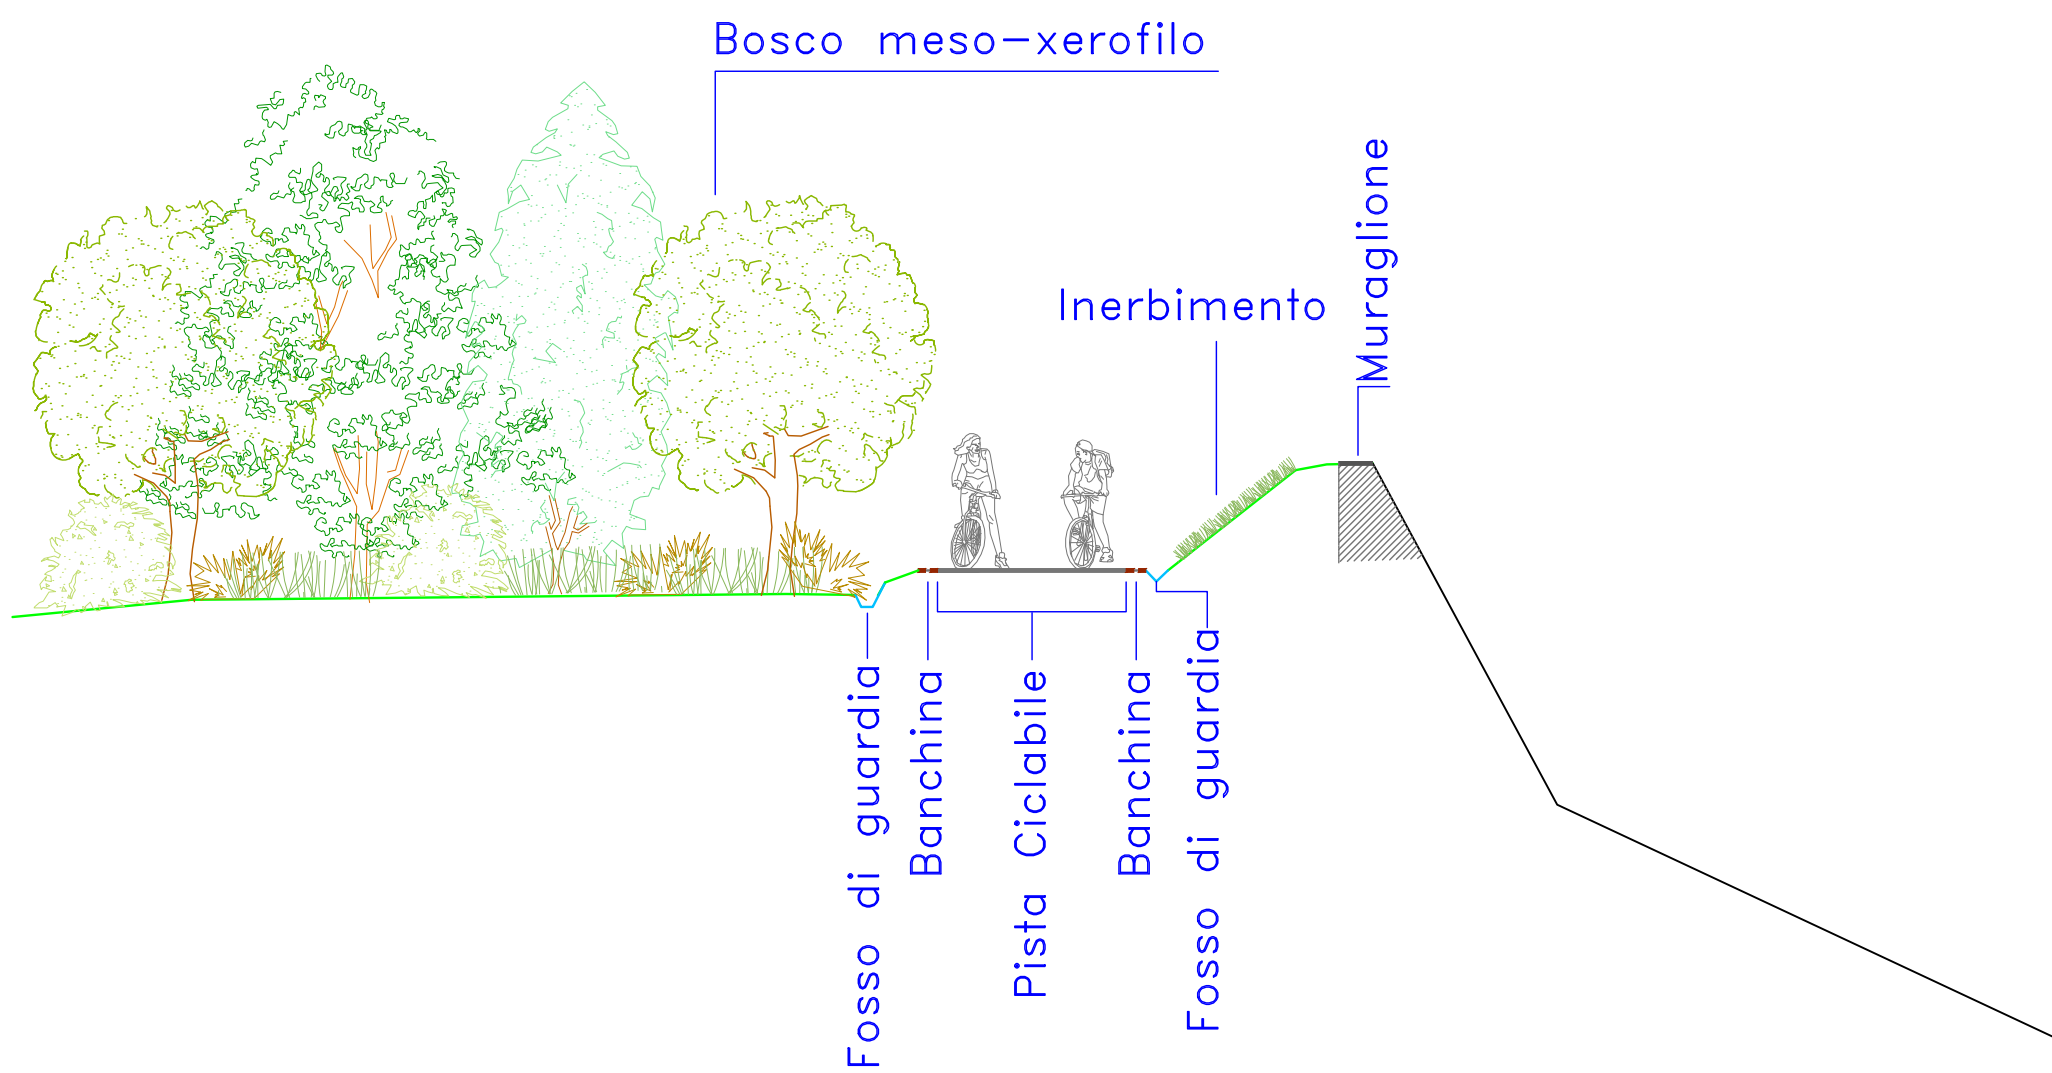 Bosco meso-xerofilo
Muraglione
Inerbimento
Fosso di guardia
Banchina
Pista Ciclabile
Banchina
Fosso di guardia